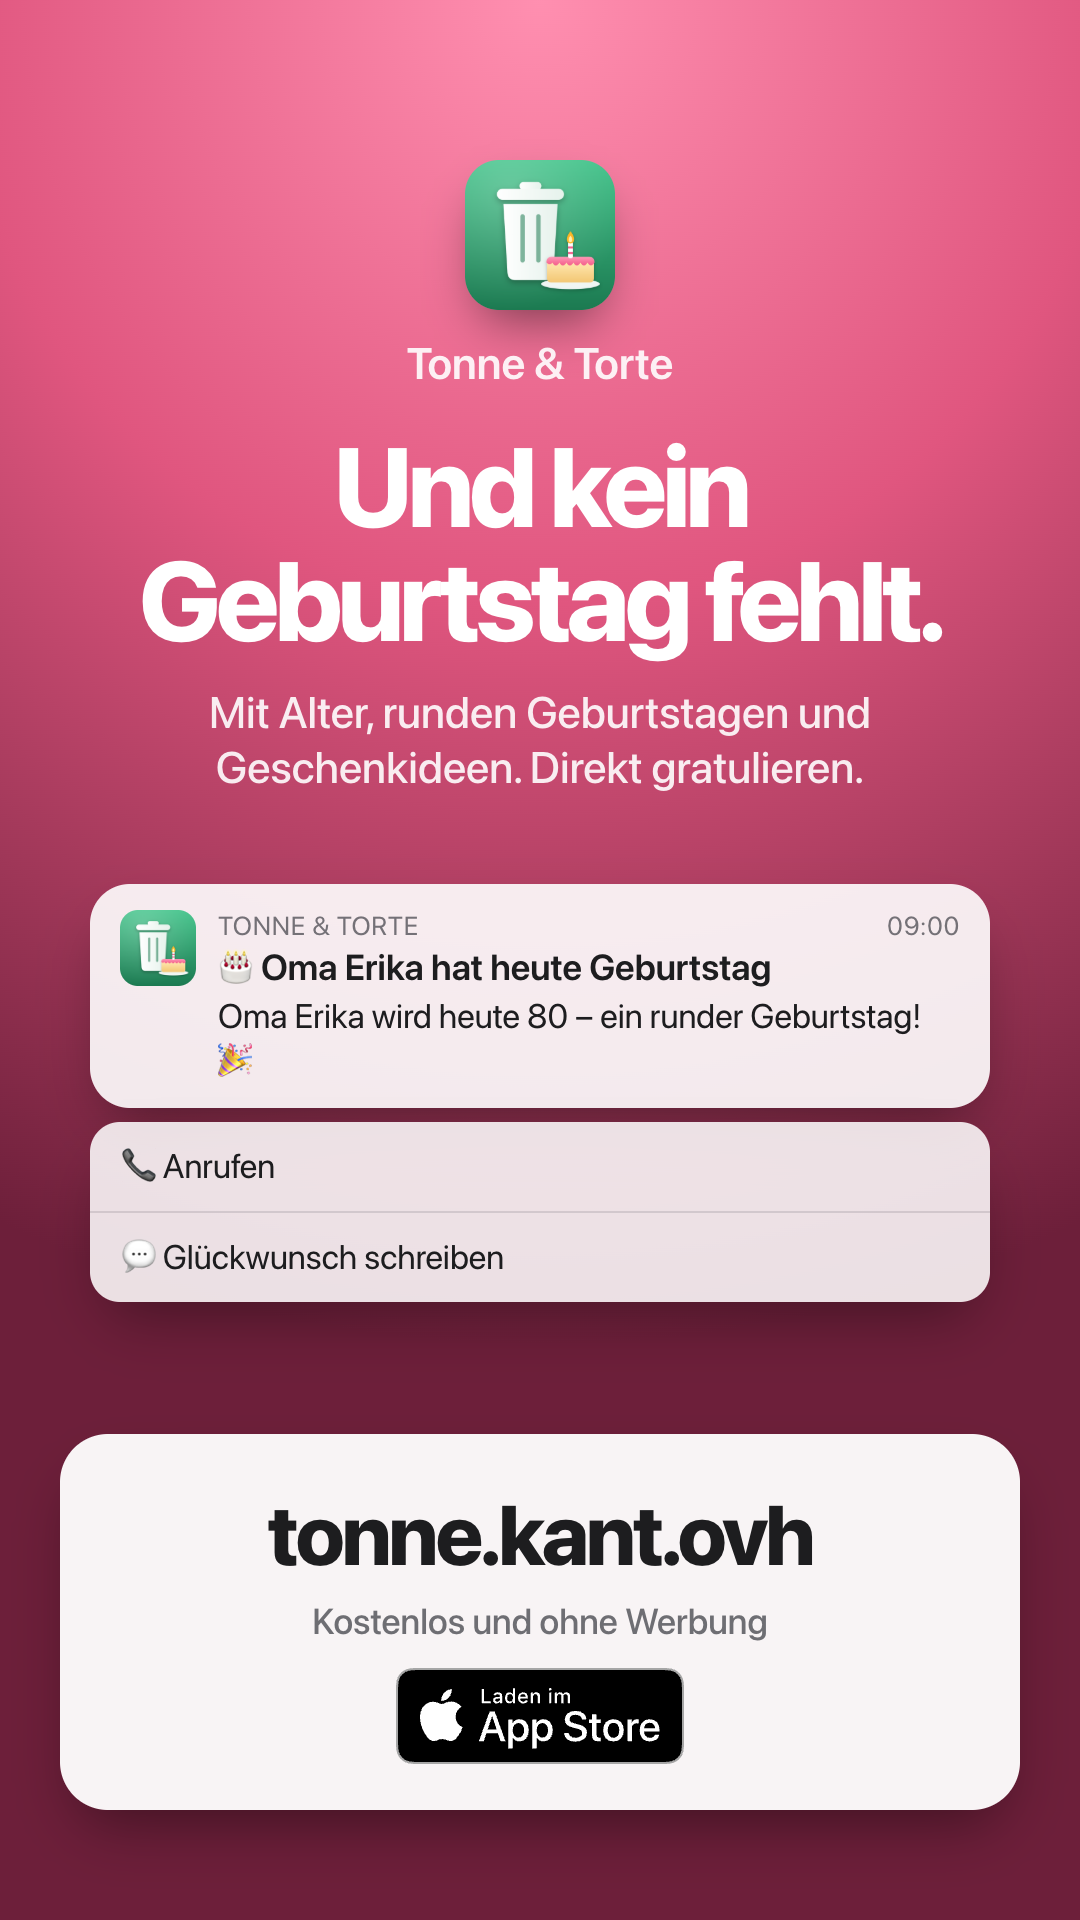 Tonne & Torte
Und kein
Geburtstag fehlt.
Mit Alter, runden Geburtstagen und
Geschenkideen. Direkt gratulieren.
TONNE & TORTE 09:00
🎂 Oma Erika hat heute Geburtstag
Oma Erika wird heute 80 – ein runder Geburtstag!
🎉
📞 Anrufen
💬 Glückwunsch schreiben
tonne.kant.ovh
Kostenlos und ohne Werbung
Laden im
App Store